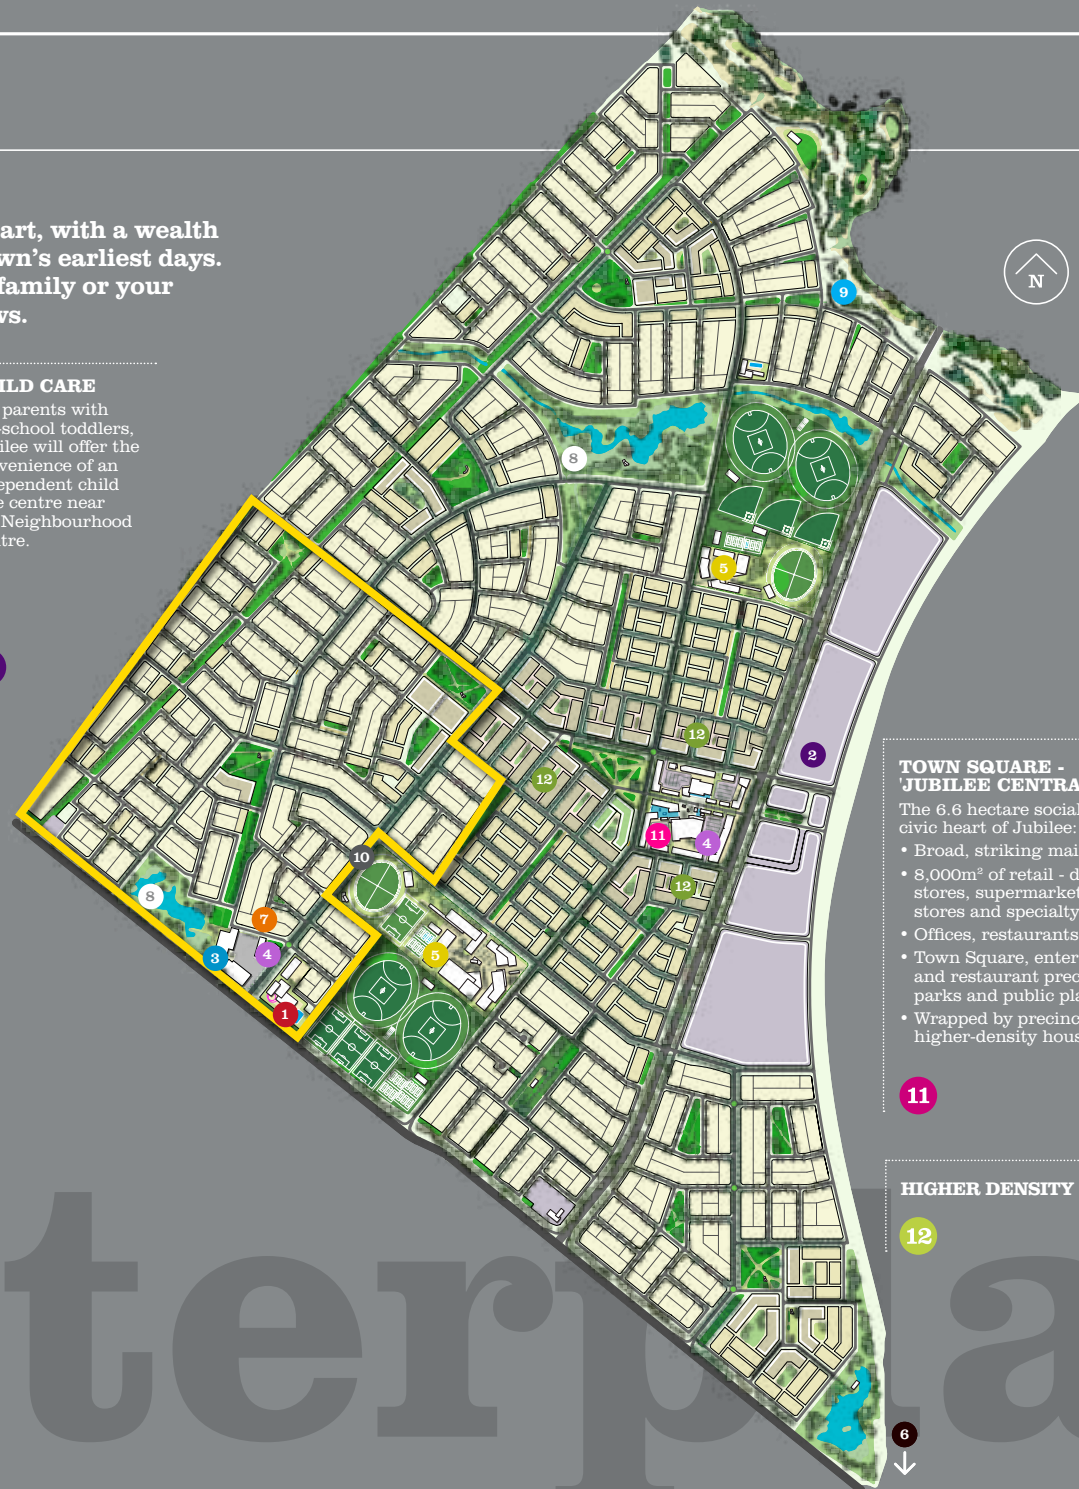 art, with a wealth
wn's earliest days.
family or your
vs.
ILD CARE
parents with
-school toddlers,
ilee will offer the
venience of an
ependent child
e centre near
Neighbourhood
tre.
N
9
8
5
12
2
12
11
4
12
10
8
7
3
4
5
1
6
TOWN SQUARE -
'JUBILEE CENTRA
The 6.6 hectare social
civic heart of Jubilee:
• Broad, striking mai
• 8,000m² of retail - d
stores, supermarket
stores and specialty
• Offices, restaurants
• Town Square, enter
and restaurant prec
parks and public pla
• Wrapped by precinc
higher-density hous
11
HIGHER DENSITY
12
terpla